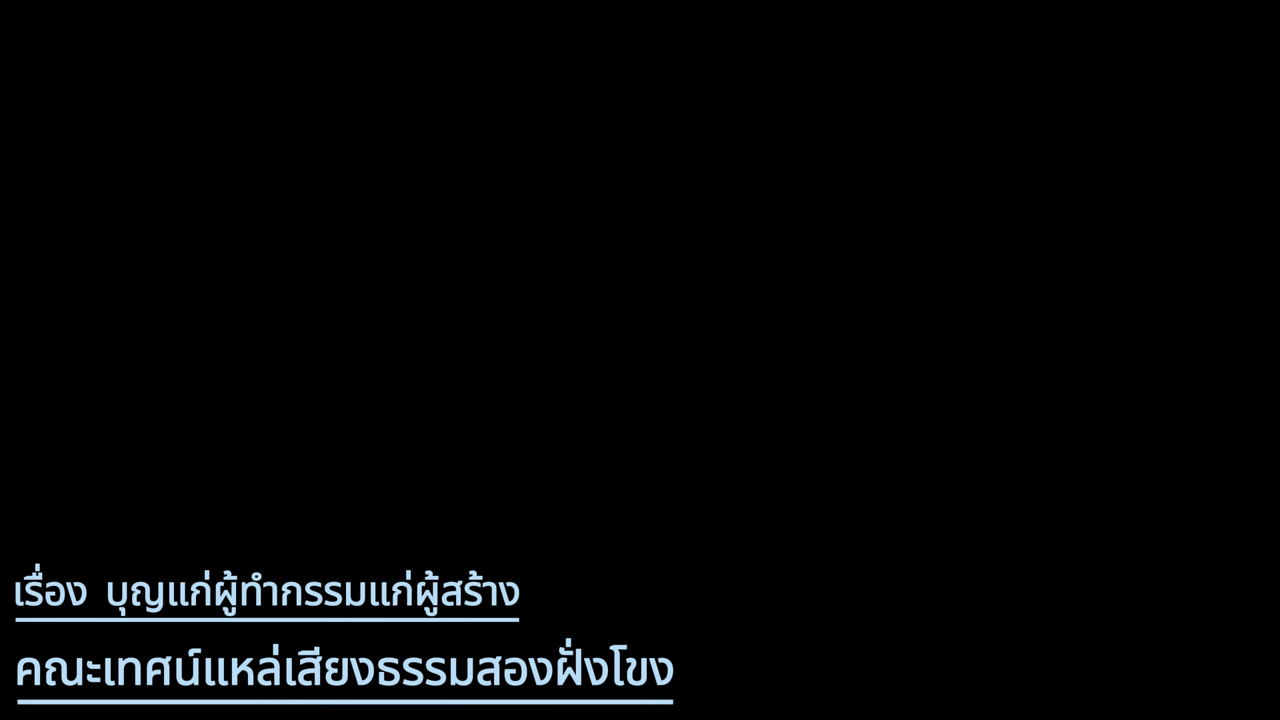 เรื่อง บุญแก่ผู้ทำกรรมแก่ผู้สร้าง
คณะเทศน์แหล่เสียงธรรมสองฝั่งโขง